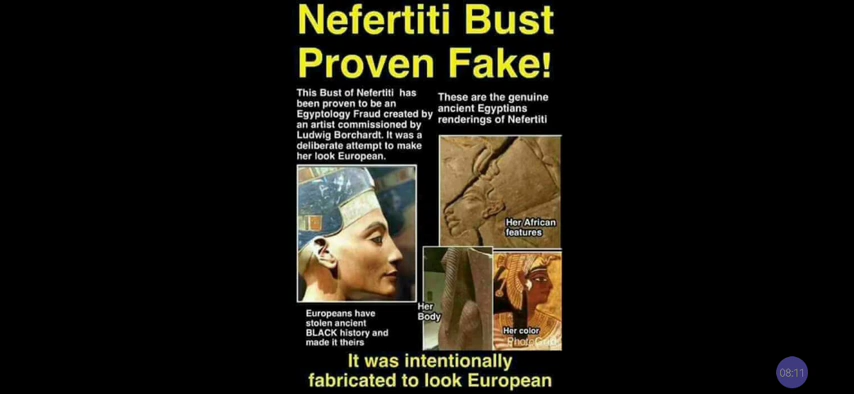 Nefertiti Bust
Proven Fake!
This Bust of Nefertiti has
been proven to be an
Egyptology Fraud created by
an artist commissioned by
Ludwig Borchardt. It was a
deliberate attempt to make
her look European.
These are the genuine
ancient Egyptians
renderings of Nefertiti
Her African
features
Her
Body
Her color
PhotoGrid
Europeans have
stolen ancient
BLACK history and
made it theirs
It was intentionally
fabricated to look European
08:11